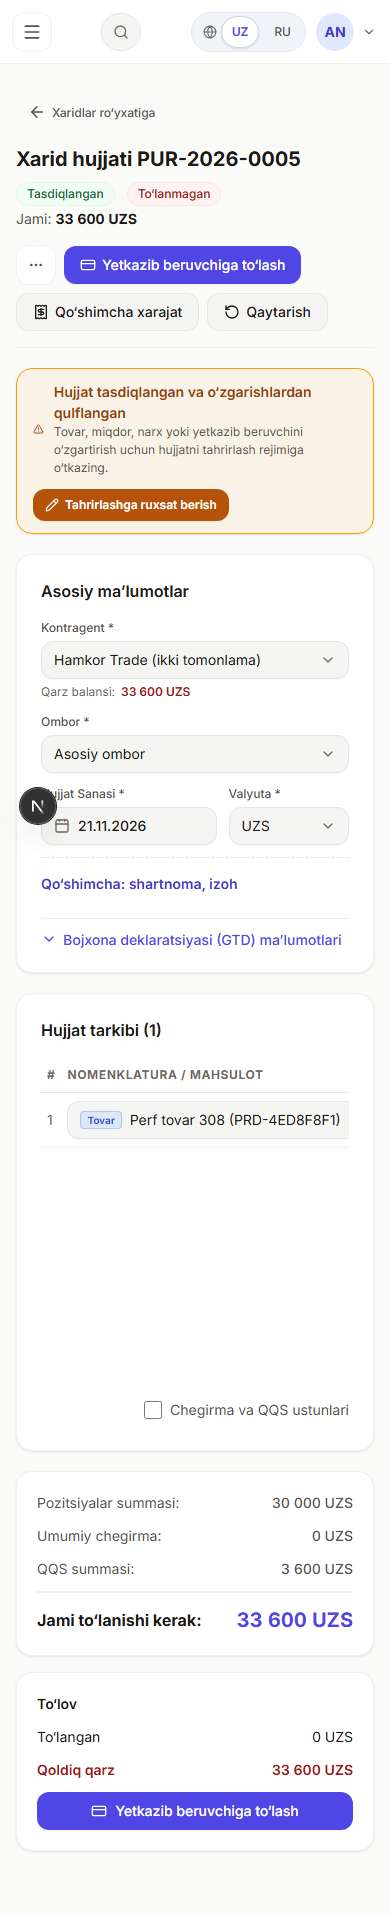 UZ RU AN
Xaridlar ro‘yxatiga
Xarid hujjati PUR-2026-0005
Tasdiqlangan To‘lanmagan
Jami: 33 600 UZS
Yetkazib beruvchiga to‘lash
Qo‘shimcha xarajat Qaytarish
Hujjat tasdiqlangan va o‘zgarishlardan
qulflangan
Tovar, miqdor, narx yoki yetkazib beruvchini
o‘zgartirish uchun hujjatni tahrirlash rejimiga
o‘tkazing.
Tahrirlashga ruxsat berish
Asosiy ma’lumotlar
Kontragent *
Hamkor Trade (ikki tomonlama)
Qarz balansi: 33 600 UZS
Ombor *
Asosiy ombor
ujjat Sanasi * Valyuta *
N
21.11.2026 UZS
Qo‘shimcha: shartnoma, izoh
Bojxona deklaratsiyasi (GTD) ma’lumotlari
Hujjat tarkibi (1)
# NOMENKLATURA / MAHSULOT
1 Tovar Perf tovar 308 (PRD-4ED8F8F1)
Chegirma va QQS ustunlari
Pozitsiyalar summasi: 30 000 UZS
Umumiy chegirma: 0 UZS
QQS summasi: 3 600 UZS
Jami to‘lanishi kerak: 33 600 UZS
To‘lov
To‘langan 0 UZS
Qoldiq qarz 33 600 UZS
Yetkazib beruvchiga to‘lash